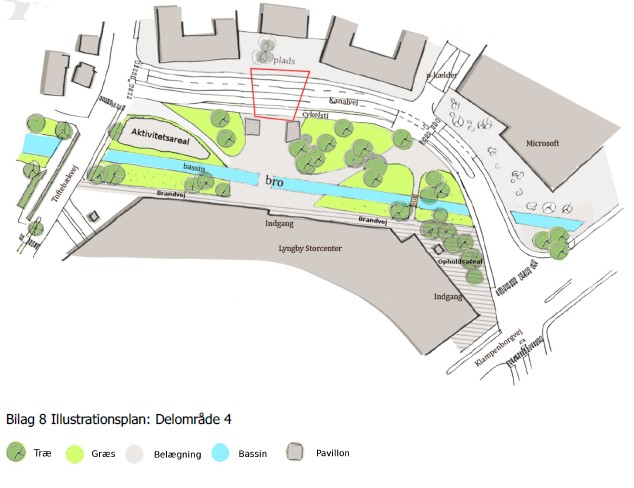 plads
p-kælder
Kanalvej
cykelsti
Microsoft
Aktivitetsareal
bassin
bro
Toftebækvej
Brandvej
Brandvej
Indgang
Lyngby Storcenter
Opholdsareal
Indgang
Klampenborgvej
Bilag 8 Illustrationsplan: Delområde 4
Træ
Græs
Belægning
Bassin
Pavillon